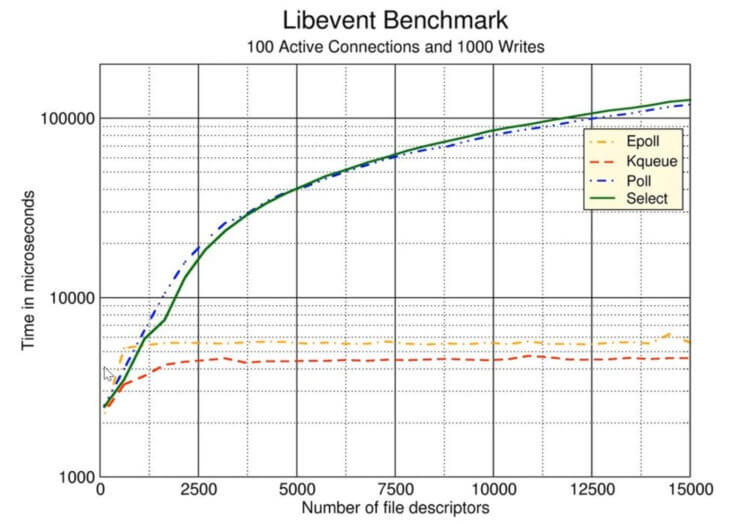 Libevent Benchmark
100 Active Connections and 1000 Writes
Time in microseconds
100000
10000
1000
Epoll
Kqueue
Poll
Select
0 2500 5000 7500 10000 12500 15000
Number of file descriptors